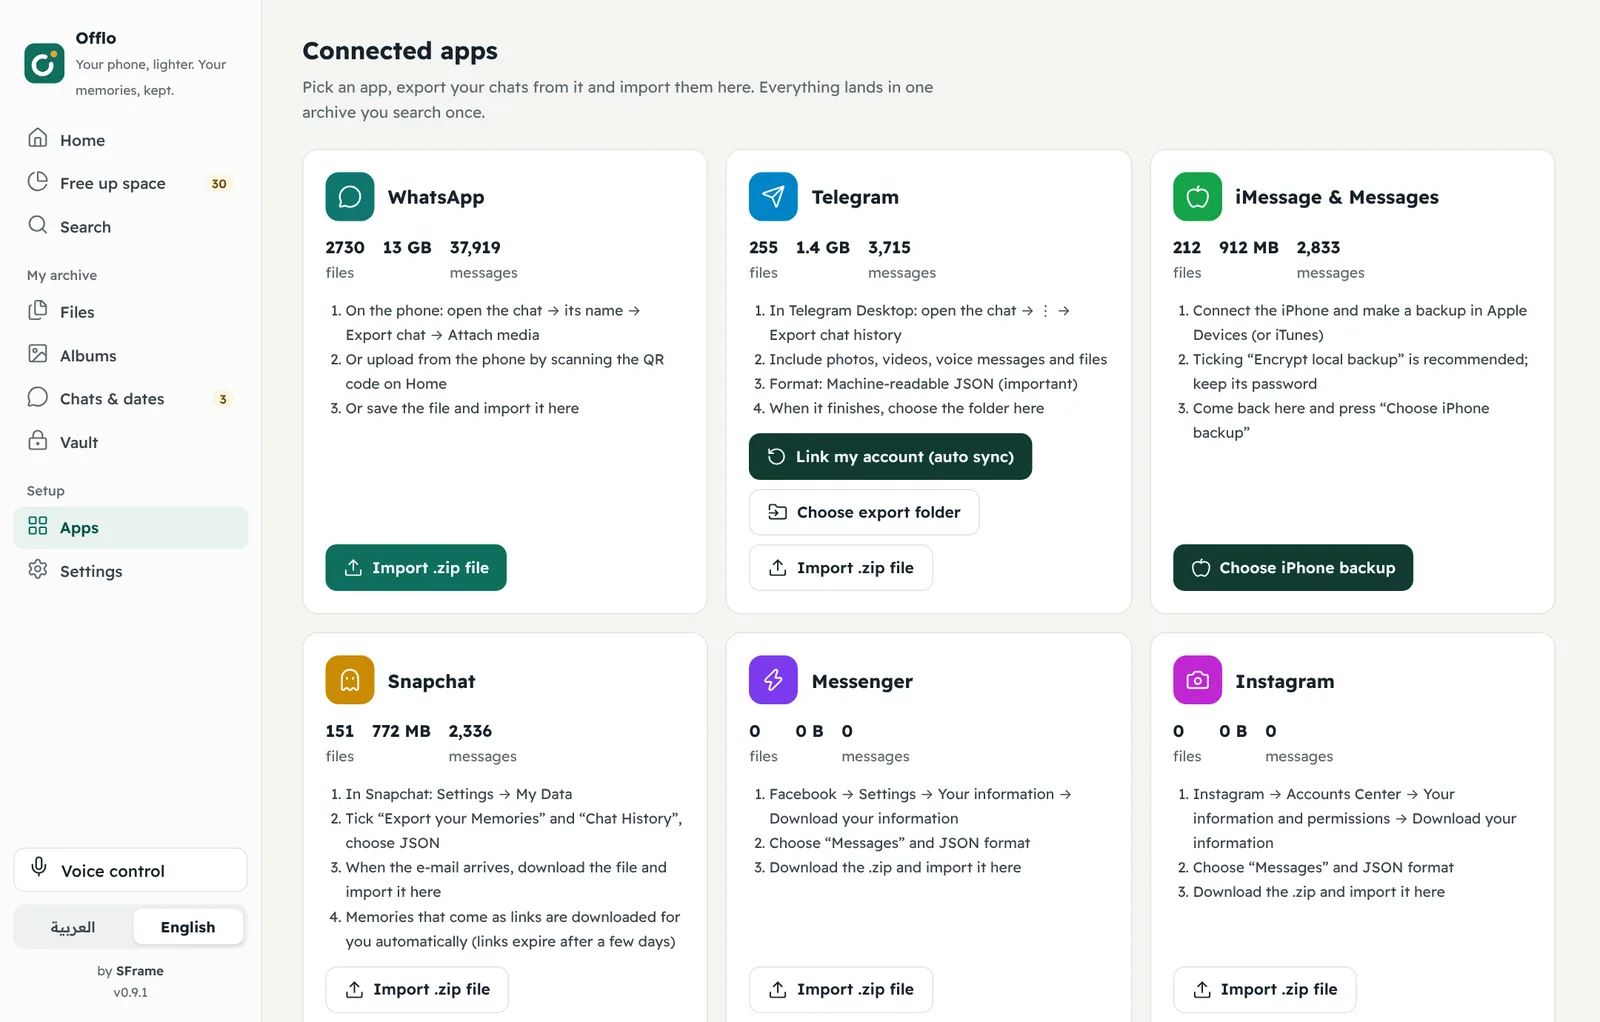 Offlo
Your phone, lighter. Your
memories, kept.
Home
Free up space 30
Search
My archive
Files
Albums
Chats & dates 3
Vault
Setup
Apps
Settings
Voice control
العربية English
by SFrame
v0.9.1
Connected apps
Pick an app, export your chats from it and import them here. Everything lands in one
archive you search once.
WhatsApp
2730 13 GB 37,919
files messages
1. On the phone: open the chat → its name →
Export chat → Attach media
2. Or upload from the phone by scanning the QR
code on Home
3. Or save the file and import it here
Import .zip file
Telegram
255 1.4 GB 3,715
files messages
1. In Telegram Desktop: open the chat → ⋮ →
Export chat history
2. Include photos, videos, voice messages and files
3. Format: Machine-readable JSON (important)
4. When it finishes, choose the folder here
Link my account (auto sync)
Choose export folder
Import .zip file
iMessage & Messages
212 912 MB 2,833
files messages
1. Connect the iPhone and make a backup in Apple
Devices (or iTunes)
2. Ticking “Encrypt local backup” is recommended;
keep its password
3. Come back here and press “Choose iPhone
backup”
Choose iPhone backup
Snapchat
151 772 MB 2,336
files messages
1. In Snapchat: Settings → My Data
2. Tick “Export your Memories” and “Chat History”,
choose JSON
3. When the e-mail arrives, download the file and
import it here
4. Memories that come as links are downloaded for
you automatically (links expire after a few days)
Import .zip file
Messenger
0 0 B 0
files messages
1. Facebook → Settings → Your information →
Download your information
2. Choose “Messages” and JSON format
3. Download the .zip and import it here
Import .zip file
Instagram
0 0 B 0
files messages
1. Instagram → Accounts Center → Your
information and permissions → Download your
information
2. Choose “Messages” and JSON format
3. Download the .zip and import it here
Import .zip file